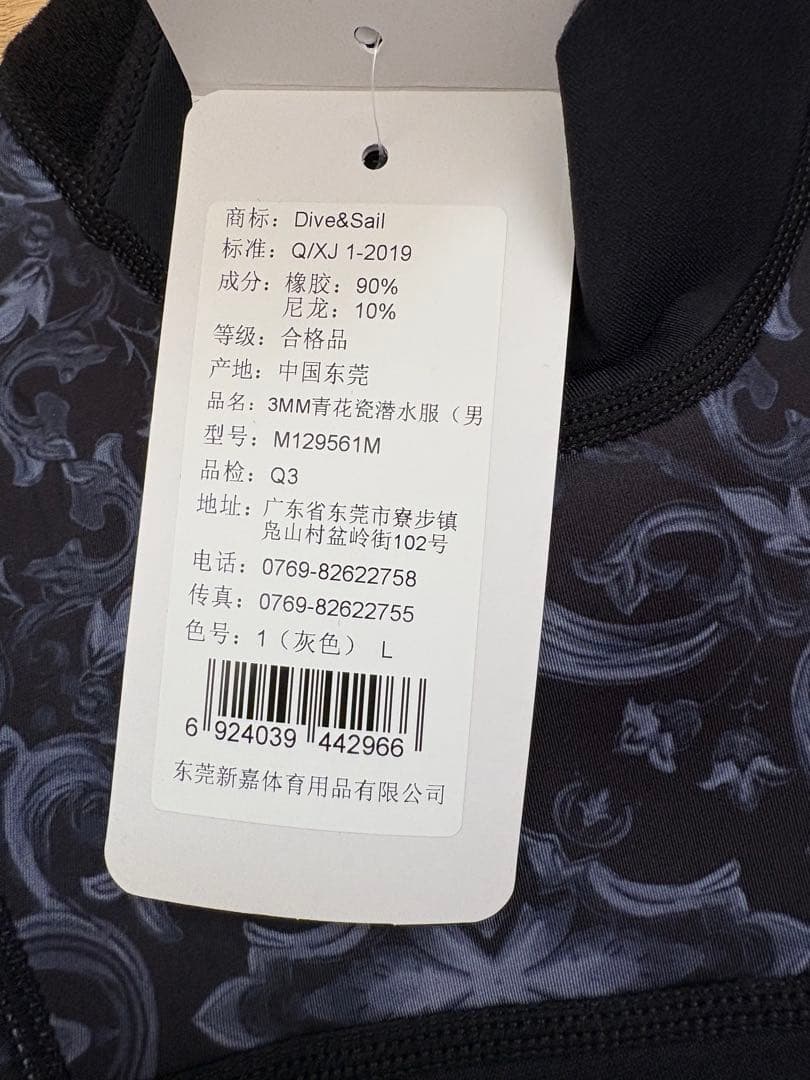 商标：Dive&Sail
标准：Q/XJ 1-2019
成分：橡胶：90%
尼龙：10%
等级：合格品
产地：中国东莞
品名：3MM青花瓷潜水服（男
型号：M129561M
品检：Q3
地址：广东省东莞市寮步镇
凫山村盆岭街102号
电话：0769-82622758
传真：0769-82622755
色号：1（灰色） L
6 924039 442966
东莞新嘉体育用品有限公司